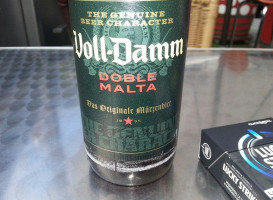 THE GENUINE
BEER CHARACTER
Voll-Damm
DOBLE
MALTA
Das Originale Märzenbier
LUCKY STRIKE